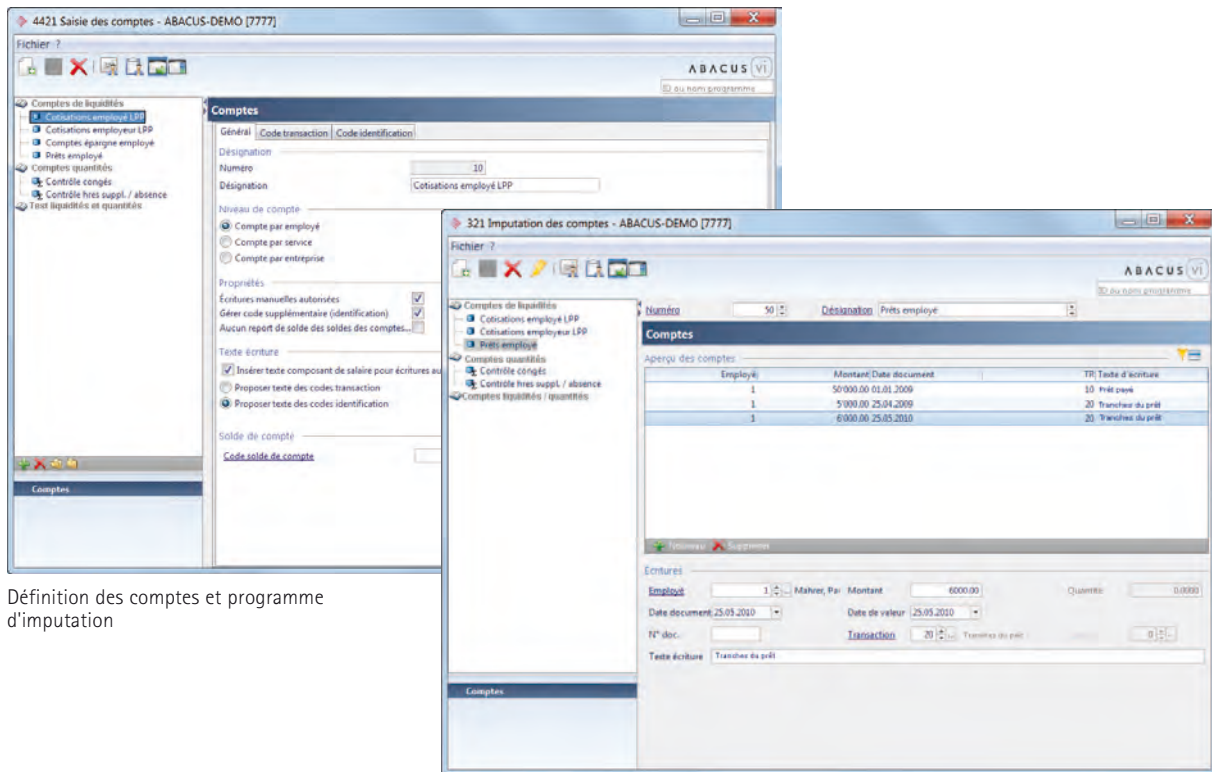 4421 Saisie des comptes - ABACUS-DEMO [7777]
Fichier ?
ABACUS vi
ID ou nom programme
Comptes de liquidités
Cotisations employé LPP
Cotisations employeur LPP
Comptes épargne employé
Prêts employé
Comptes quantités
Contrôle congés
Contrôle hres suppl. / absence
Test liquidités et quantités
Comptes
Comptes
Général Code transaction Code identification
Désignation
Numéro 10
Désignation Cotisations employé LPP
Niveau de compte
Compte par employé
Compte par service
Compte par entreprise
Propriétés
Écritures manuelles autorisées
Gérer code supplémentaire (identification)
Aucun report de solde des soldes des comptes...
Texte écriture
Insérer texte composant de salaire pour écritures au
Proposer texte des codes transaction
Proposer texte des codes identification
Solde de compte
Code solde de compte
Définition des comptes et programme
d'imputation
321 Imputation des comptes - ABACUS-DEMO [7777]
Fichier ?
ABACUS vi
ID ou nom programme
Comptes de liquidités
Cotisations employé LPP
Cotisations employeur LPP
Prêts employé
Comptes quantités
Contrôle congés
Contrôle hres suppl. / absence
Comptes liquidités / quantités
Comptes
Numéro 50 Désignation Prêts employé
Comptes
Aperçu des comptes
Employé Montant Date document TR Texte d'écriture
1 50'000.00 01.01.2009 10 Prêt payé
1 5'000.00 25.04.2009 20 Tranches du prêt
1 6'000.00 25.05.2010 20 Tranches du prêt
Nouveau Supprimer
Ecritures
Employé 1 ... Mahrer, Pa Montant 6000.00 Quantité 0.0000
Date document 25.05.2010 Date de valeur 25.05.2010
N° doc. Transaction 20 ... Tranches du prêt 0 ...
Texte écriture Tranches du prêt